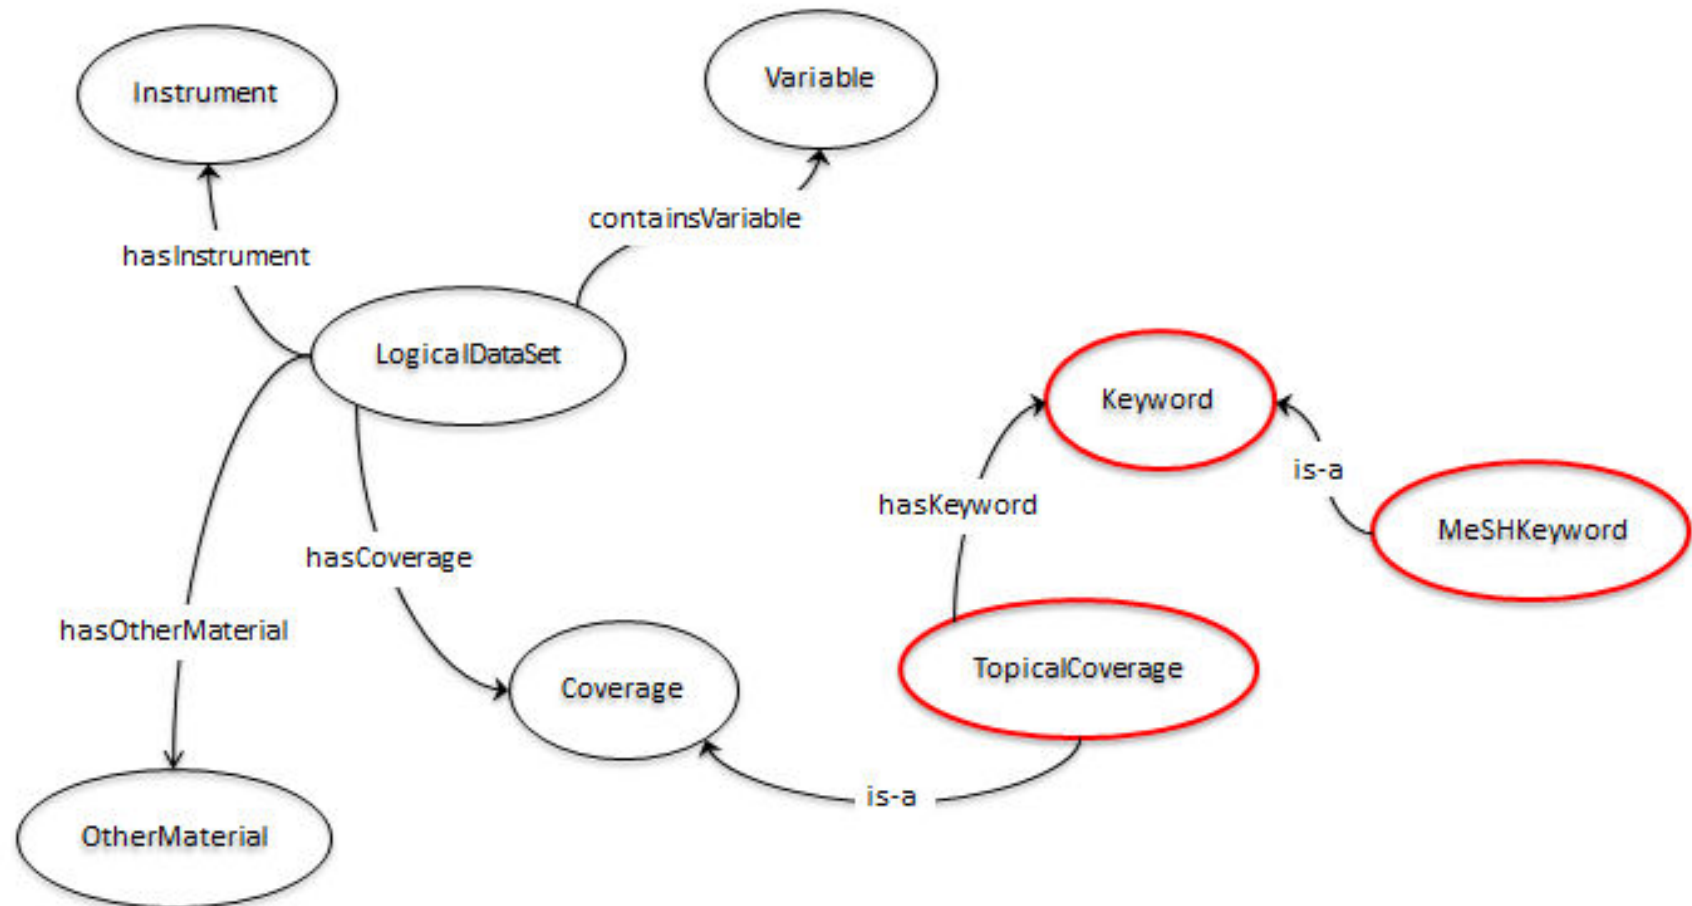 Variable
Instrument
containsVariable
hasInstrument
LogicalDataSet
Keyword
is-a
hasKeyword
MeSHKeyword
hasCoverage
hasOtherMaterial
TopicalCoverage
Coverage
is-a
OtherMaterial